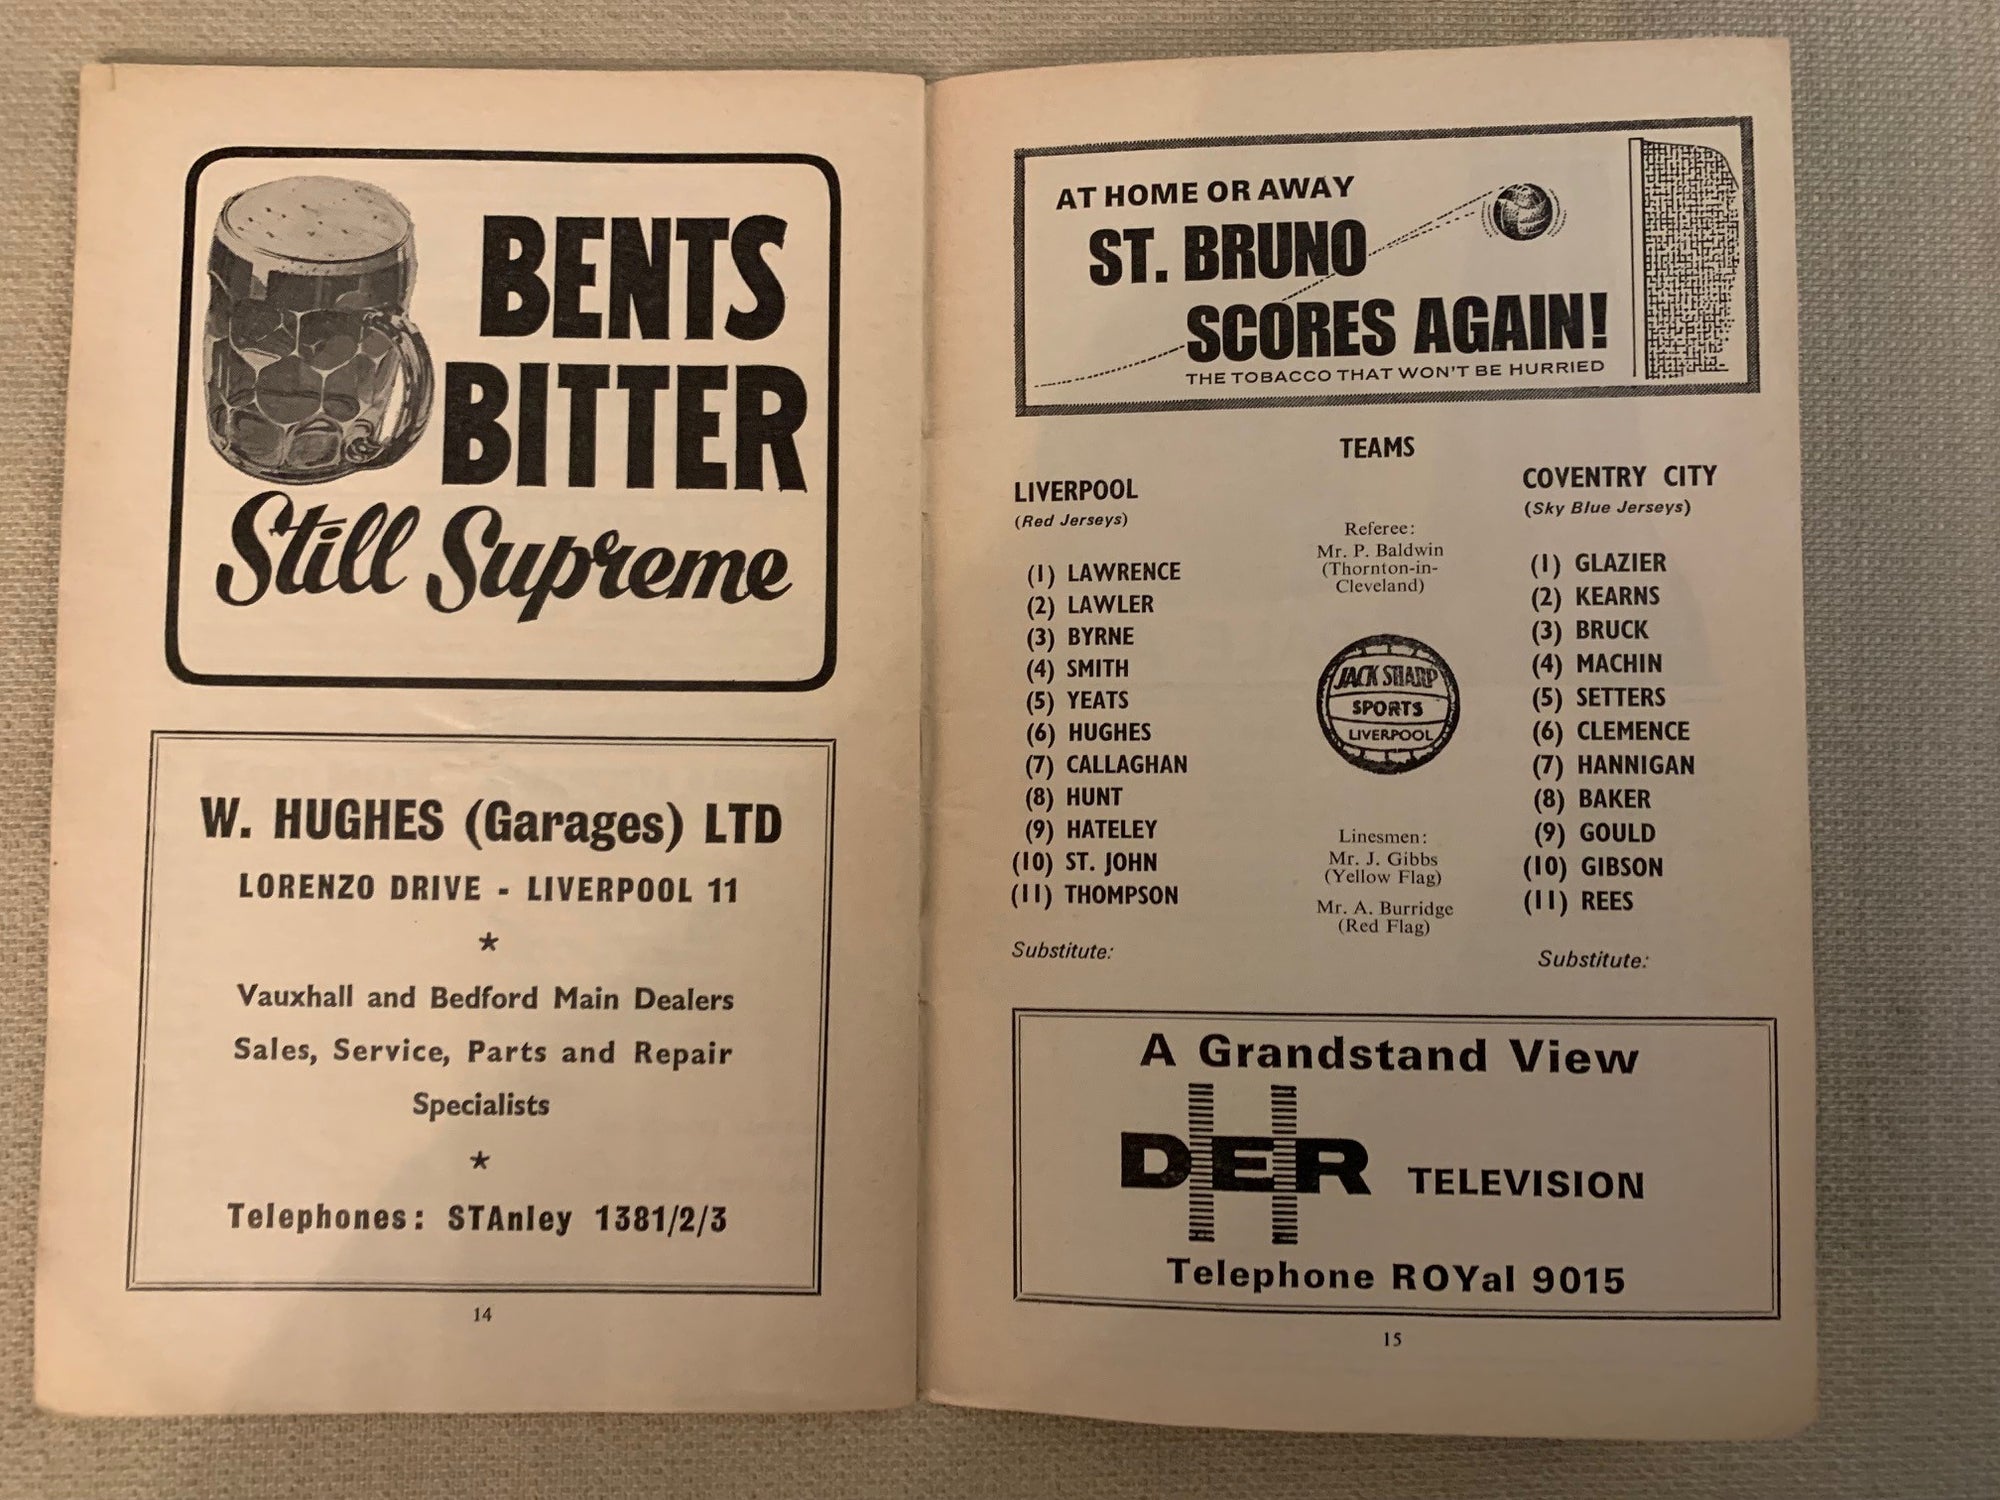 BENTS
BITTER
Still Supreme
W. HUGHES (Garages) LTD
LORENZO DRIVE - LIVERPOOL 11
★
Vauxhall and Bedford Main Dealers
Sales, Service, Parts and Repair
Specialists
★
Telephones: STAnley 1381/2/3
14
AT HOME OR AWAY
ST. BRUNO
SCORES AGAIN!
THE TOBACCO THAT WON'T BE HURRIED
TEAMS
LIVERPOOL
(Red Jerseys)
(1) LAWRENCE
(2) LAWLER
(3) BYRNE
(4) SMITH
(5) YEATS
(6) HUGHES
(7) CALLAGHAN
(8) HUNT
(9) HATELEY
(10) ST. JOHN
(11) THOMPSON
Substitute:
Referee:
Mr. P. Baldwin
(Thornton-in-
Cleveland)
JACK SHARP
SPORTS
LIVERPOOL
Linesmen:
Mr. J. Gibbs
(Yellow Flag)
Mr. A. Burridge
(Red Flag)
COVENTRY CITY
(Sky Blue Jerseys)
(1) GLAZIER
(2) KEARNS
(3) BRUCK
(4) MACHIN
(5) SETTERS
(6) CLEMENCE
(7) HANNIGAN
(8) BAKER
(9) GOULD
(10) GIBSON
(11) REES
Substitute:
A Grandstand View
DER TELEVISION
Telephone ROYal 9015
15